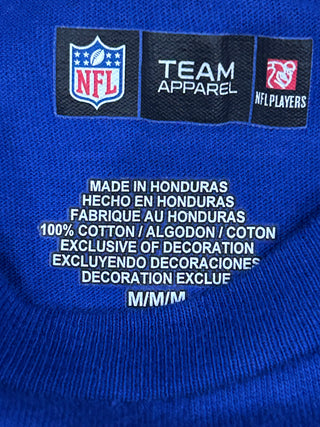 NFL
TEAM
APPAREL
NFL PLAYERS
MADE IN HONDURAS
HECHO EN HONDURAS
FABRIQUE AU HONDURAS
100% COTTON / ALGODON / COTON
EXCLUSIVE OF DECORATION
EXCLUYENDO DECORACIONES
DECORATION EXCLUE
M/M/M